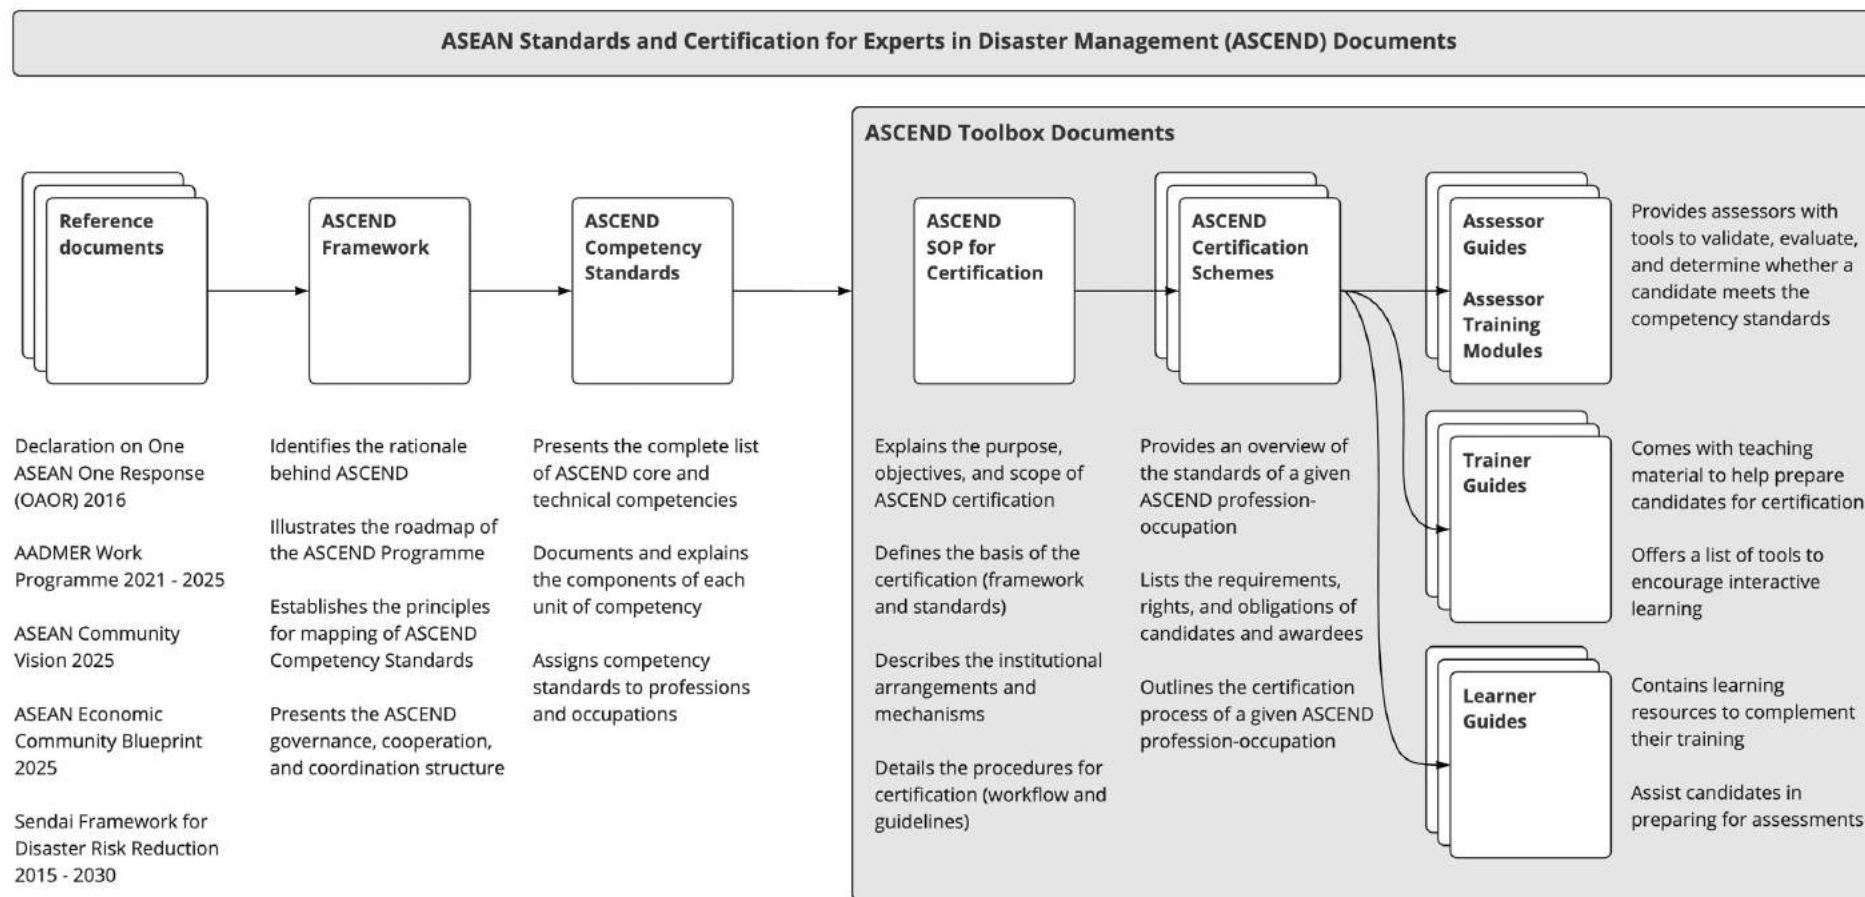 ASEAN Standards and Certification for Experts in Disaster Management (ASCEND) Documents
ASCEND Toolbox Documents
Reference
documents
ASCEND
Framework
ASCEND
Competency
Standards
ASCEND
SOP for
Certification
ASCEND
Certification
Schemes
Assessor
Guides
Assessor
Training
Modules
Provides assessors with
tools to validate, evaluate,
and determine whether a
candidate meets the
competency standards
Trainer
Guides
Comes with teaching
material to help prepare
candidates for certification
Offers a list of tools to
encourage interactive
learning
Learner
Guides
Contains learning
resources to complement
their training
Assist candidates in
preparing for assessments
Declaration on One
ASEAN One Response
(OAOR) 2016
AADMER Work
Programme 2021 - 2025
ASEAN Community
Vision 2025
ASEAN Economic
Community Blueprint
2025
Sendai Framework for
Disaster Risk Reduction
2015 - 2030
Identifies the rationale
behind ASCEND
Illustrates the roadmap of
the ASCEND Programme
Establishes the principles
for mapping of ASCEND
Competency Standards
Presents the ASCEND
governance, cooperation,
and coordination structure
Presents the complete list
of ASCEND core and
technical competencies
Documents and explains
the components of each
unit of competency
Assigns competency
standards to professions
and occupations
Explains the purpose,
objectives, and scope of
ASCEND certification
Defines the basis of the
certification (framework
and standards)
Describes the institutional
arrangements and
mechanisms
Details the procedures for
certification (workflow and
guidelines)
Provides an overview of
the standards of a given
ASCEND profession-
occupation
Lists the requirements,
rights, and obligations of
candidates and awardees
Outlines the certification
process of a given ASCEND
profession-occupation